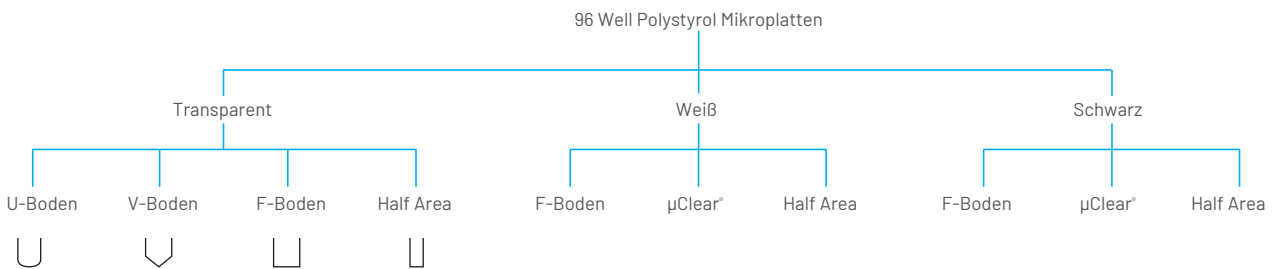 96 Well Polystyrol Mikroplatten
Transparent Weiß Schwarz
U-Boden V-Boden F-Boden Half Area F-Boden µClear® Half Area F-Boden µClear® Half Area